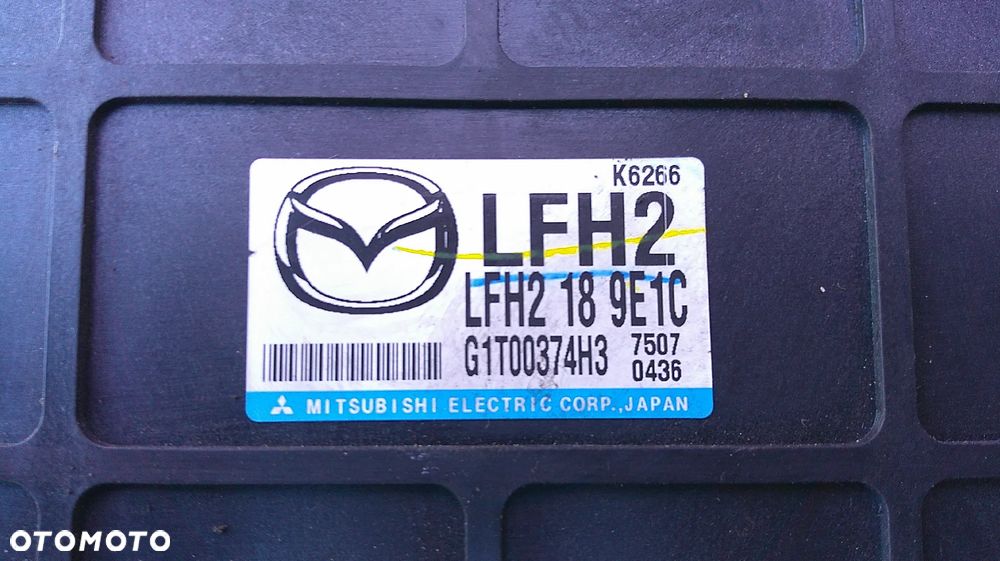 K6266
LFH2
LFH2 18 9E1C
G1T00374H3 7507
0436
MITSUBISHI ELECTRIC CORP., JAPAN
OTOMOTO